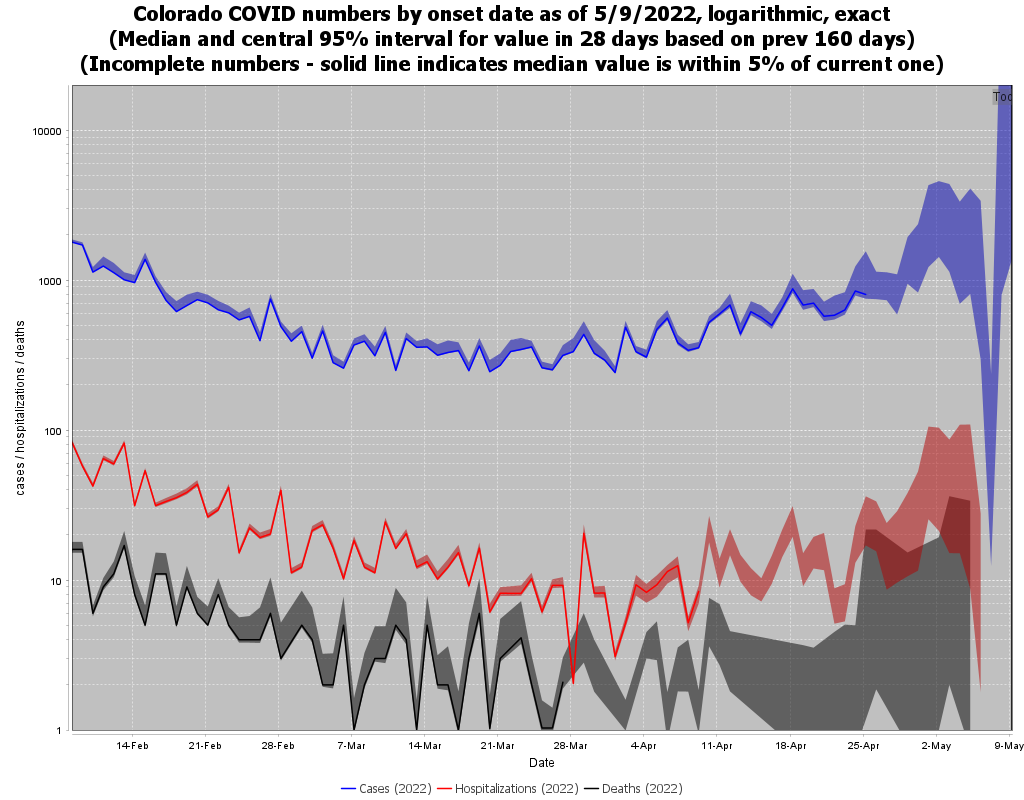 Colorado COVID numbers by onset date as of 5/9/2022, logarithmic, exact
(Median and central 95% interval for value in 28 days based on prev 160 days)
(Incomplete numbers - solid line indicates median value is within 5% of current one)
10000
1000
100
10
1
cases / hospitalizations / deaths
14-Feb 21-Feb 28-Feb 7-Mar 14-Mar 21-Mar 28-Mar 4-Apr 11-Apr 18-Apr 25-Apr 2-May 9-May
Date
Cases (2022) Hospitalizations (2022) Deaths (2022)